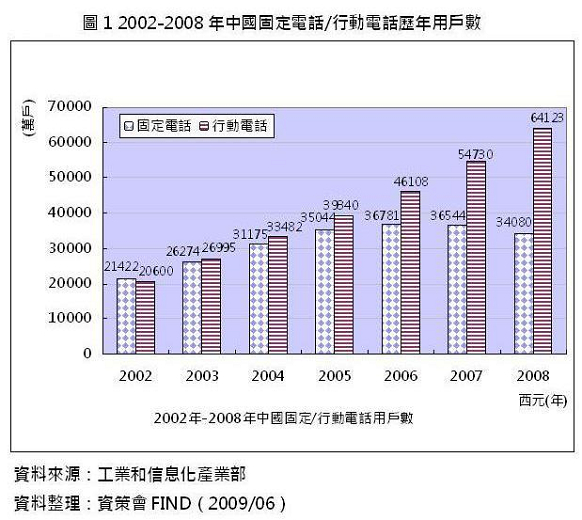 圖 1 2002-2008 年中國固定電話/行動電話歷年用戶數
(萬戶)
70000
60000
50000
40000
30000
20000
10000
0
固定電話 行動電話
21422 20600
26274 26995
31175 33482
35044 39340
36781 46108
36544 54730
34080 64123
2002 2003 2004 2005 2006 2007 2008
西元(年)
2002年-2008年中國固定/行動電話用戶數
資料來源：工業和信息化產業部
資料整理：資策會 FIND（2009/06）